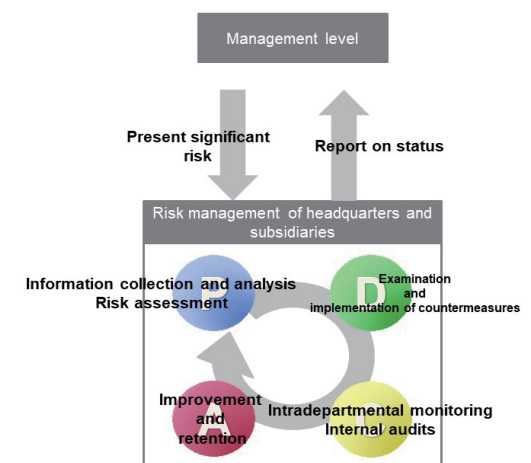 Management level
Present significant
risk
Report on status
Risk management of headquarters and
subsidiaries
P
Information collection and analysis
Risk assessment
D
Examination
and
implementation of countermeasures
A
Improvement
and
retention
C
Intradepartmental monitoring
Internal audits